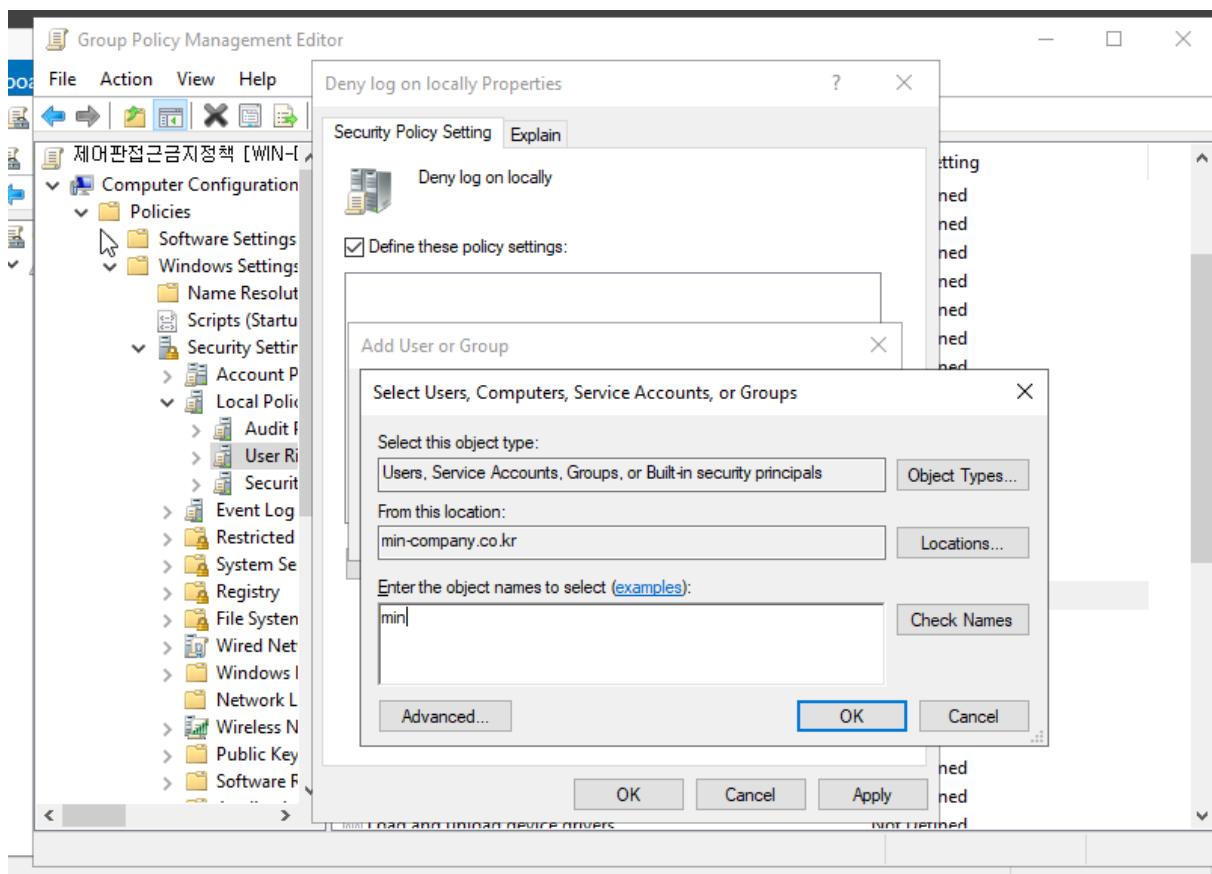 Group Policy Management Editor
File Action View Help
제어판접근금지정책 [WIN-
Computer Configuration
Policies
Software Settings
Windows Settings
Name Resolut
Scripts (Startu
Security Settin
Account P
Local Polic
Audit P
User Ri
Securit
Event Log
Restricted
System Se
Registry
File System
Wired Net
Windows
Network L
Wireless N
Public Key
Software R
Deny log on locally Properties
?
Security Policy Setting
Explain
Deny log on locally
Define these policy settings:
Add User or Group
Select Users, Computers, Service Accounts, or Groups
Select this object type:
Users, Service Accounts, Groups, or Built-in security principals
Object Types...
From this location:
min-company.co.kr
Locations...
Enter the object names to select (examples):
min
Check Names
Advanced...
OK
Cancel
OK
Cancel
Apply
etting
ned
ned
ned
ned
ned
ned
ned
ned
ned
Load and unload device drivers
Not Defined